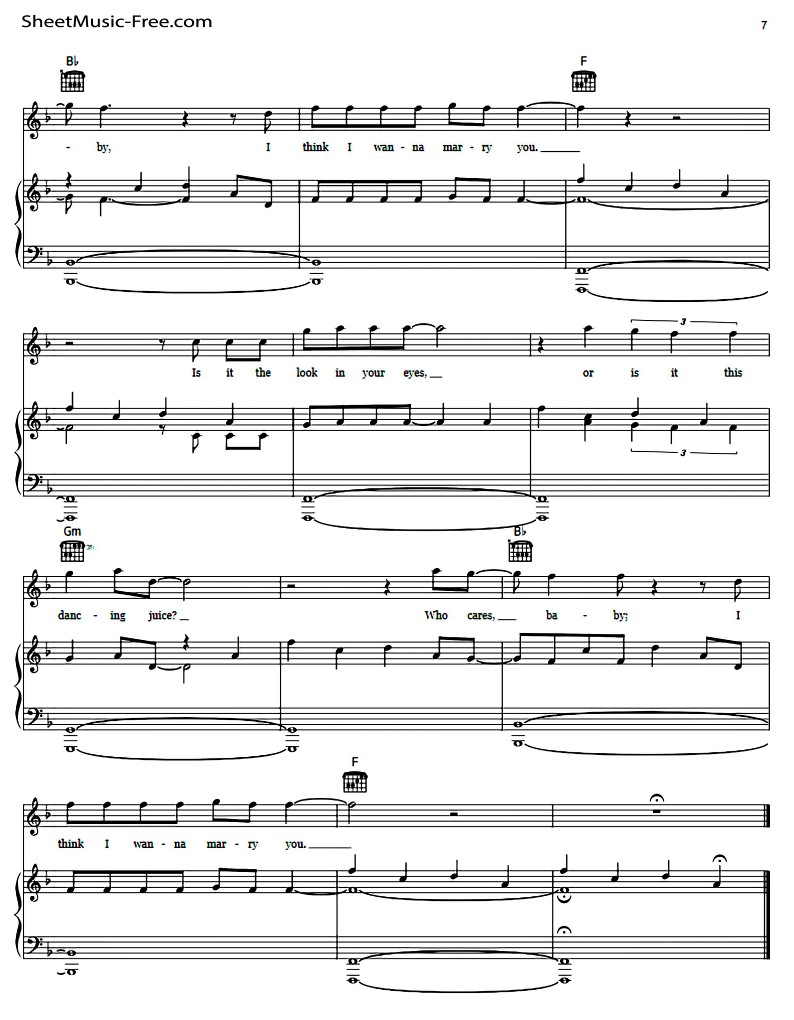 SheetMusic-Free.com
7
B♭ F
- by, I think I wan - na mar - ry you.
Is it the look in your eyes, or is it this
3
3
Gm B♭
danc - ing juice? Who cares, ba - by; I
F
think I wan - na mar - ry you.